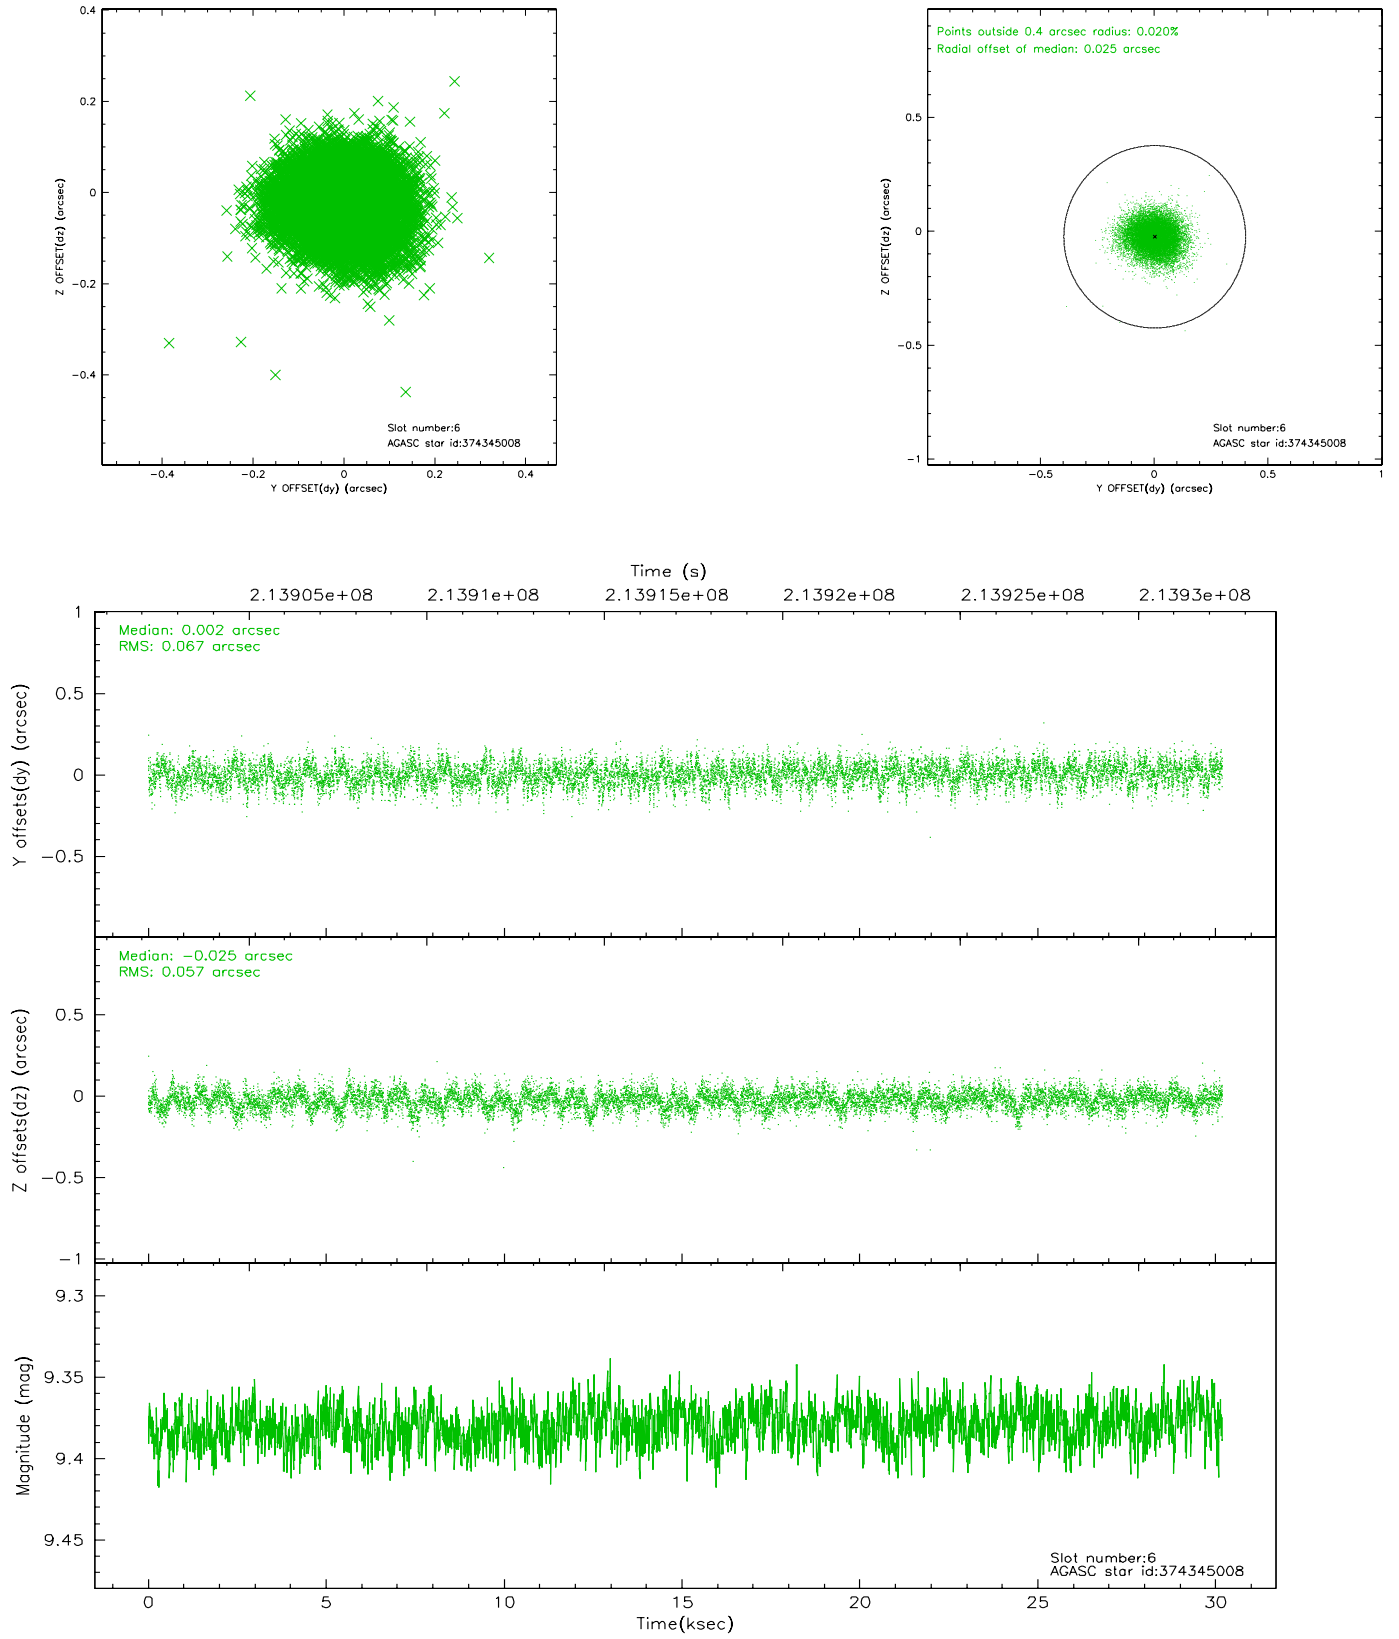 0.4
0.2
0
−0.2
−0.4
Z OFFSET(dz) (arcsec)
Slot number:6
AGASC star id:374345008
−0.4 −0.2 0 0.2 0.4
Y OFFSET(dy) (arcsec)
Points outside 0.4 arcsec radius: 0.020%
Radial offset of median: 0.025 arcsec
0.5
0
−0.5
−1
Z OFFSET(dz) (arcsec)
Slot number:6
AGASC star id:374345008
−0.5 0 0.5 1
Y OFFSET(dy) (arcsec)
Time (s)
2.13905e+08 2.1391e+08 2.13915e+08 2.1392e+08 2.13925e+08 2.1393e+08
Median: 0.002 arcsec
RMS: 0.067 arcsec
1
0.5
0
−0.5
Y offsets(dy) (arcsec)
Median: −0.025 arcsec
RMS: 0.057 arcsec
0.5
0
−0.5
−1
Z offsets(dz) (arcsec)
9.3
9.35
9.4
9.45
Magnitude (mag)
Slot number:6
AGASC star id:374345008
0 5 10 15 20 25 30
Time(ksec)